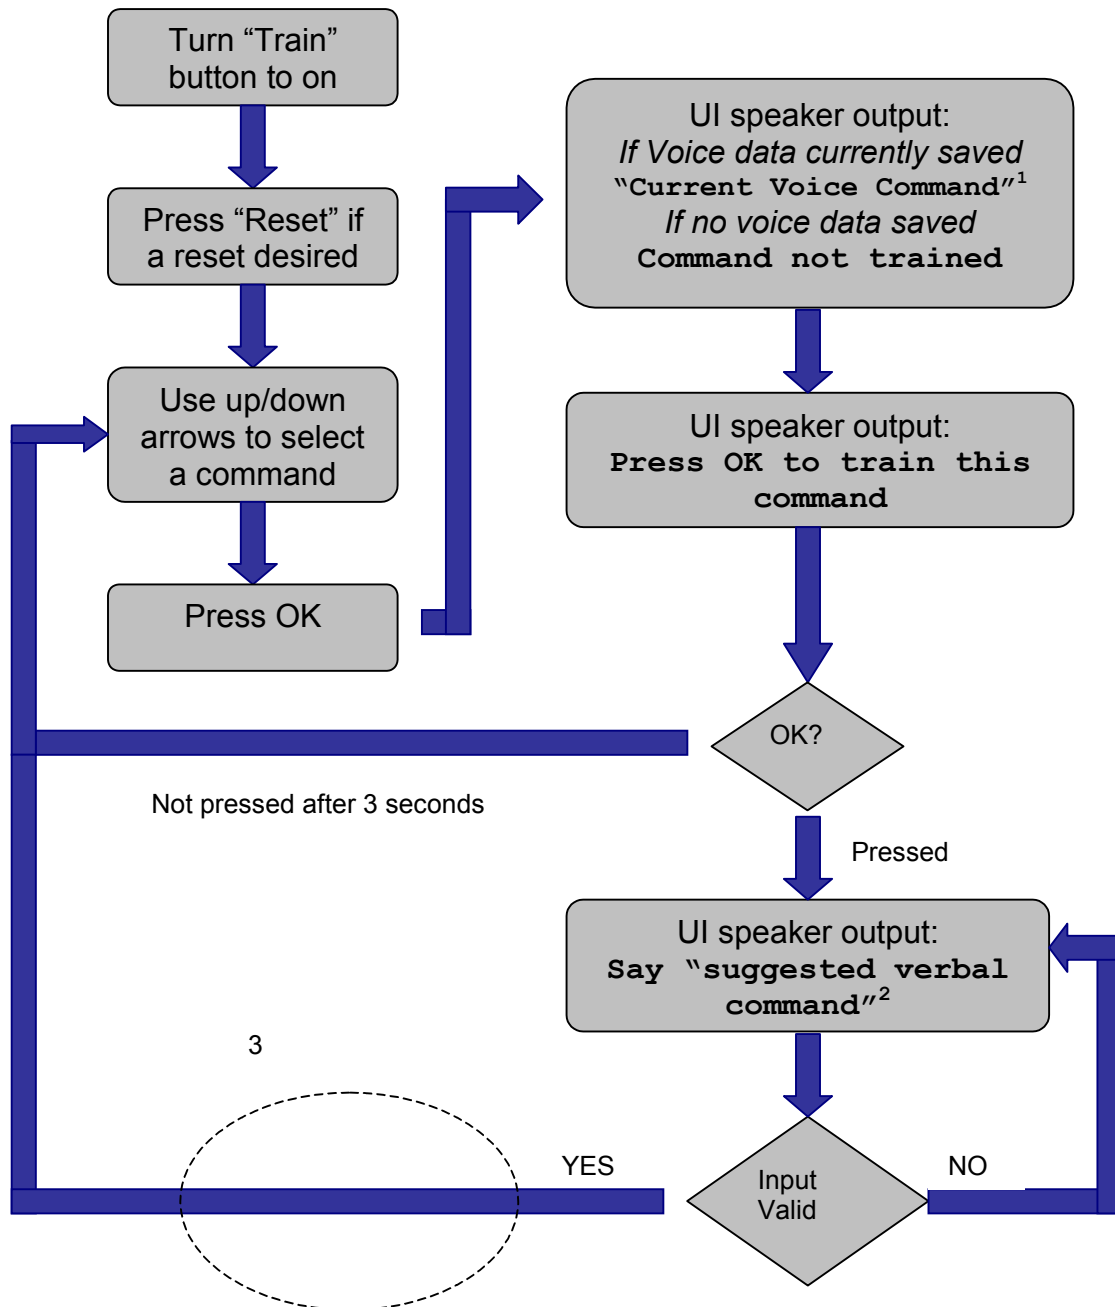 Turn “Train”
button to on
Press “Reset” if
a reset desired
Use up/down
arrows to select
a command
Press OK
UI speaker output:
If Voice data currently saved
“Current Voice Command”¹
If no voice data saved
Command not trained
UI speaker output:
Press OK to train this
command
OK?
Not pressed after 3 seconds
Pressed
UI speaker output:
Say “suggested verbal
command”²
Input
Valid
YES
NO
3